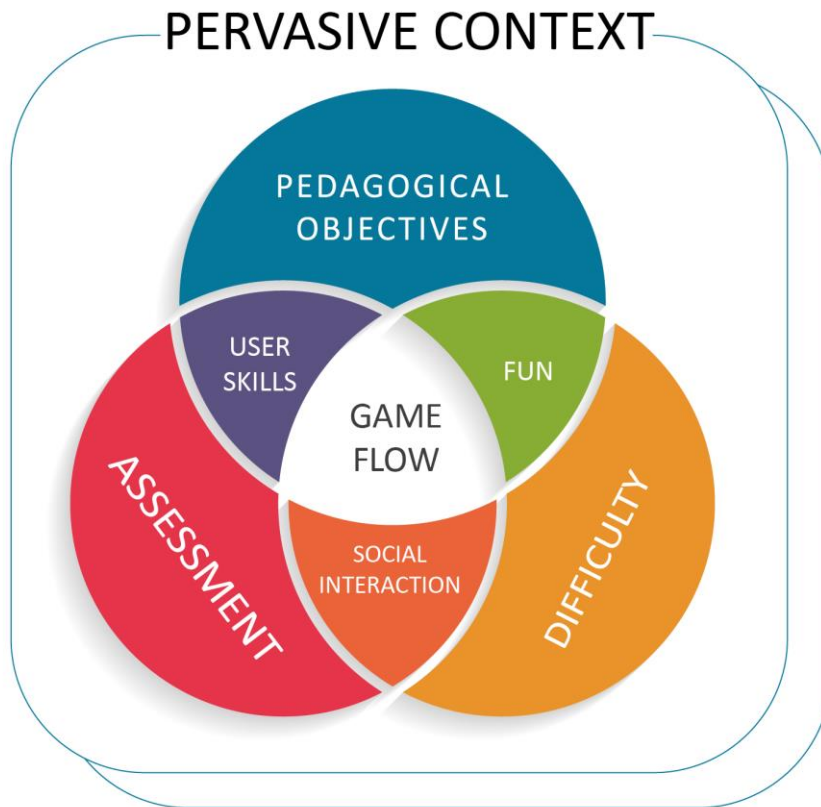 PERVASIVE CONTEXT
PEDAGOGICAL
OBJECTIVES
USER
SKILLS
FUN
GAME
FLOW
ASSESSMENT
SOCIAL
INTERACTION
DIFFICULTY